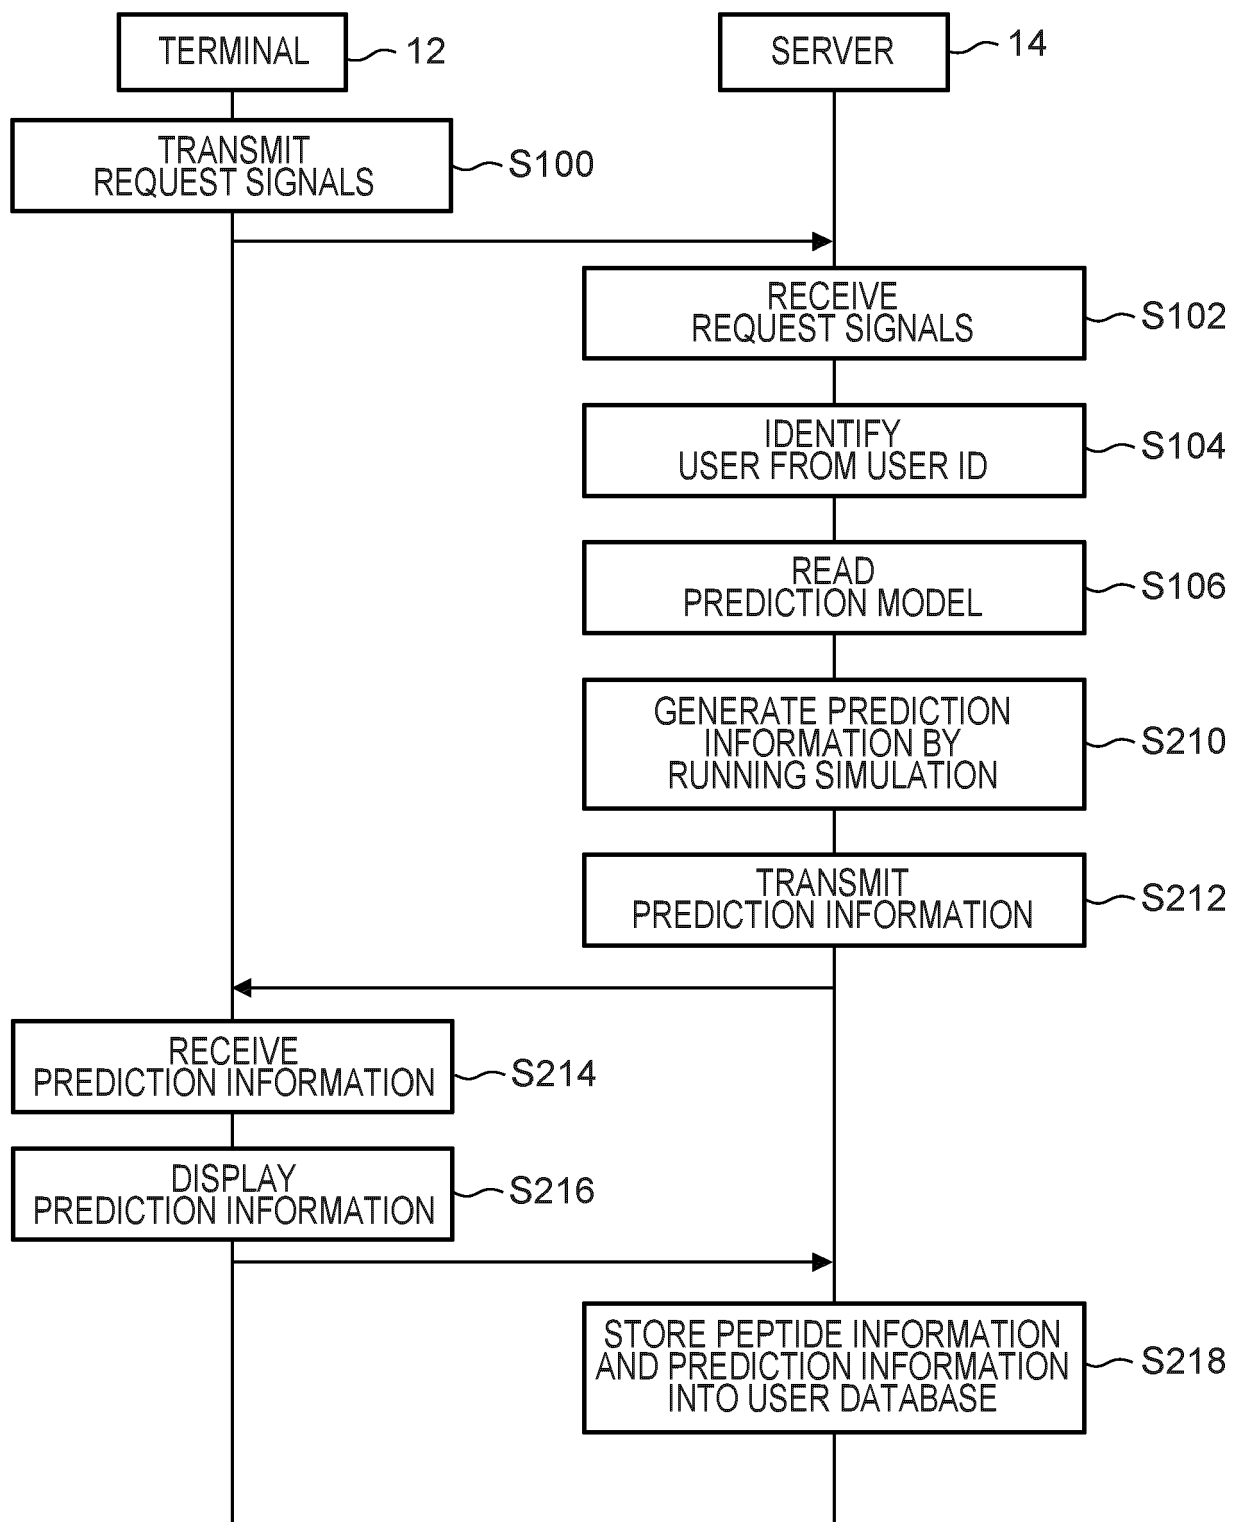 TERMINAL
12
SERVER
14
TRANSMIT
REQUEST SIGNALS
S100
RECEIVE
REQUEST SIGNALS
S102
IDENTIFY
USER FROM USER ID
S104
READ
PREDICTION MODEL
S106
GENERATE PREDICTION
INFORMATION BY
RUNNING SIMULATION
S210
TRANSMIT
PREDICTION INFORMATION
S212
RECEIVE
PREDICTION INFORMATION
S214
DISPLAY
PREDICTION INFORMATION
S216
STORE PEPTIDE INFORMATION
AND PREDICTION INFORMATION
INTO USER DATABASE
S218